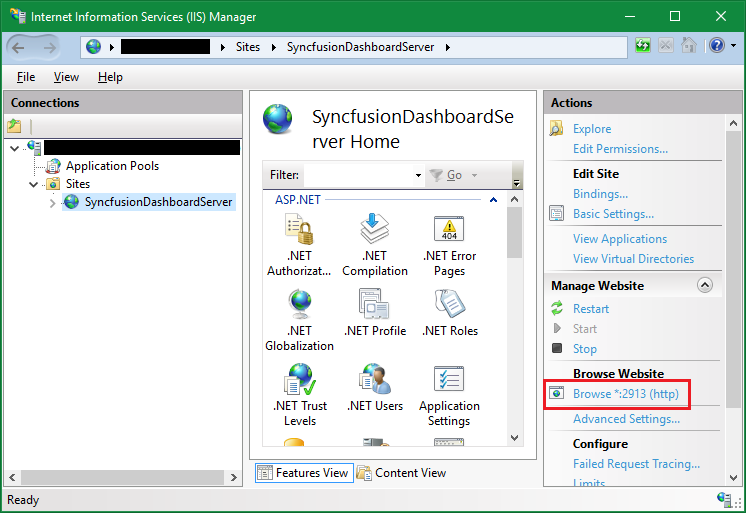 Internet Information Services (IIS) Manager
Sites
SyncfusionDashboardServer
File View Help
Connections
Application Pools
Sites
SyncfusionDashboardServer
SyncfusionDashboardSe
rver Home
Filter:
Go
ASP.NET
.NET
Authorizat...
.NET
Compilation
404
.NET Error
Pages
.NET
Globalization
.NET Profile
.NET Roles
.NET Trust
Levels
.NET Users
Application
Settings
Features View
Content View
Actions
Explore
Edit Permissions...
Edit Site
Bindings...
Basic Settings...
View Applications
View Virtual Directories
Manage Website
Restart
Start
Stop
Browse Website
Browse *:2913 (http)
Advanced Settings...
Configure
Failed Request Tracing...
Limits
Ready